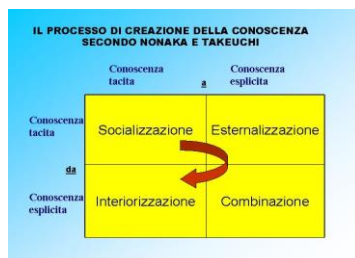 IL PROCESSO DI CREAZIONE DELLA CONOSCENZA
SECONDO NONAKA E TAKEUCHI
Conoscenza
tacita
a
Conoscenza
esplicita
Conoscenza
tacita
Socializzazione
Esternalizzazione
da
Conoscenza
esplicita
Interiorizzazione
Combinazione